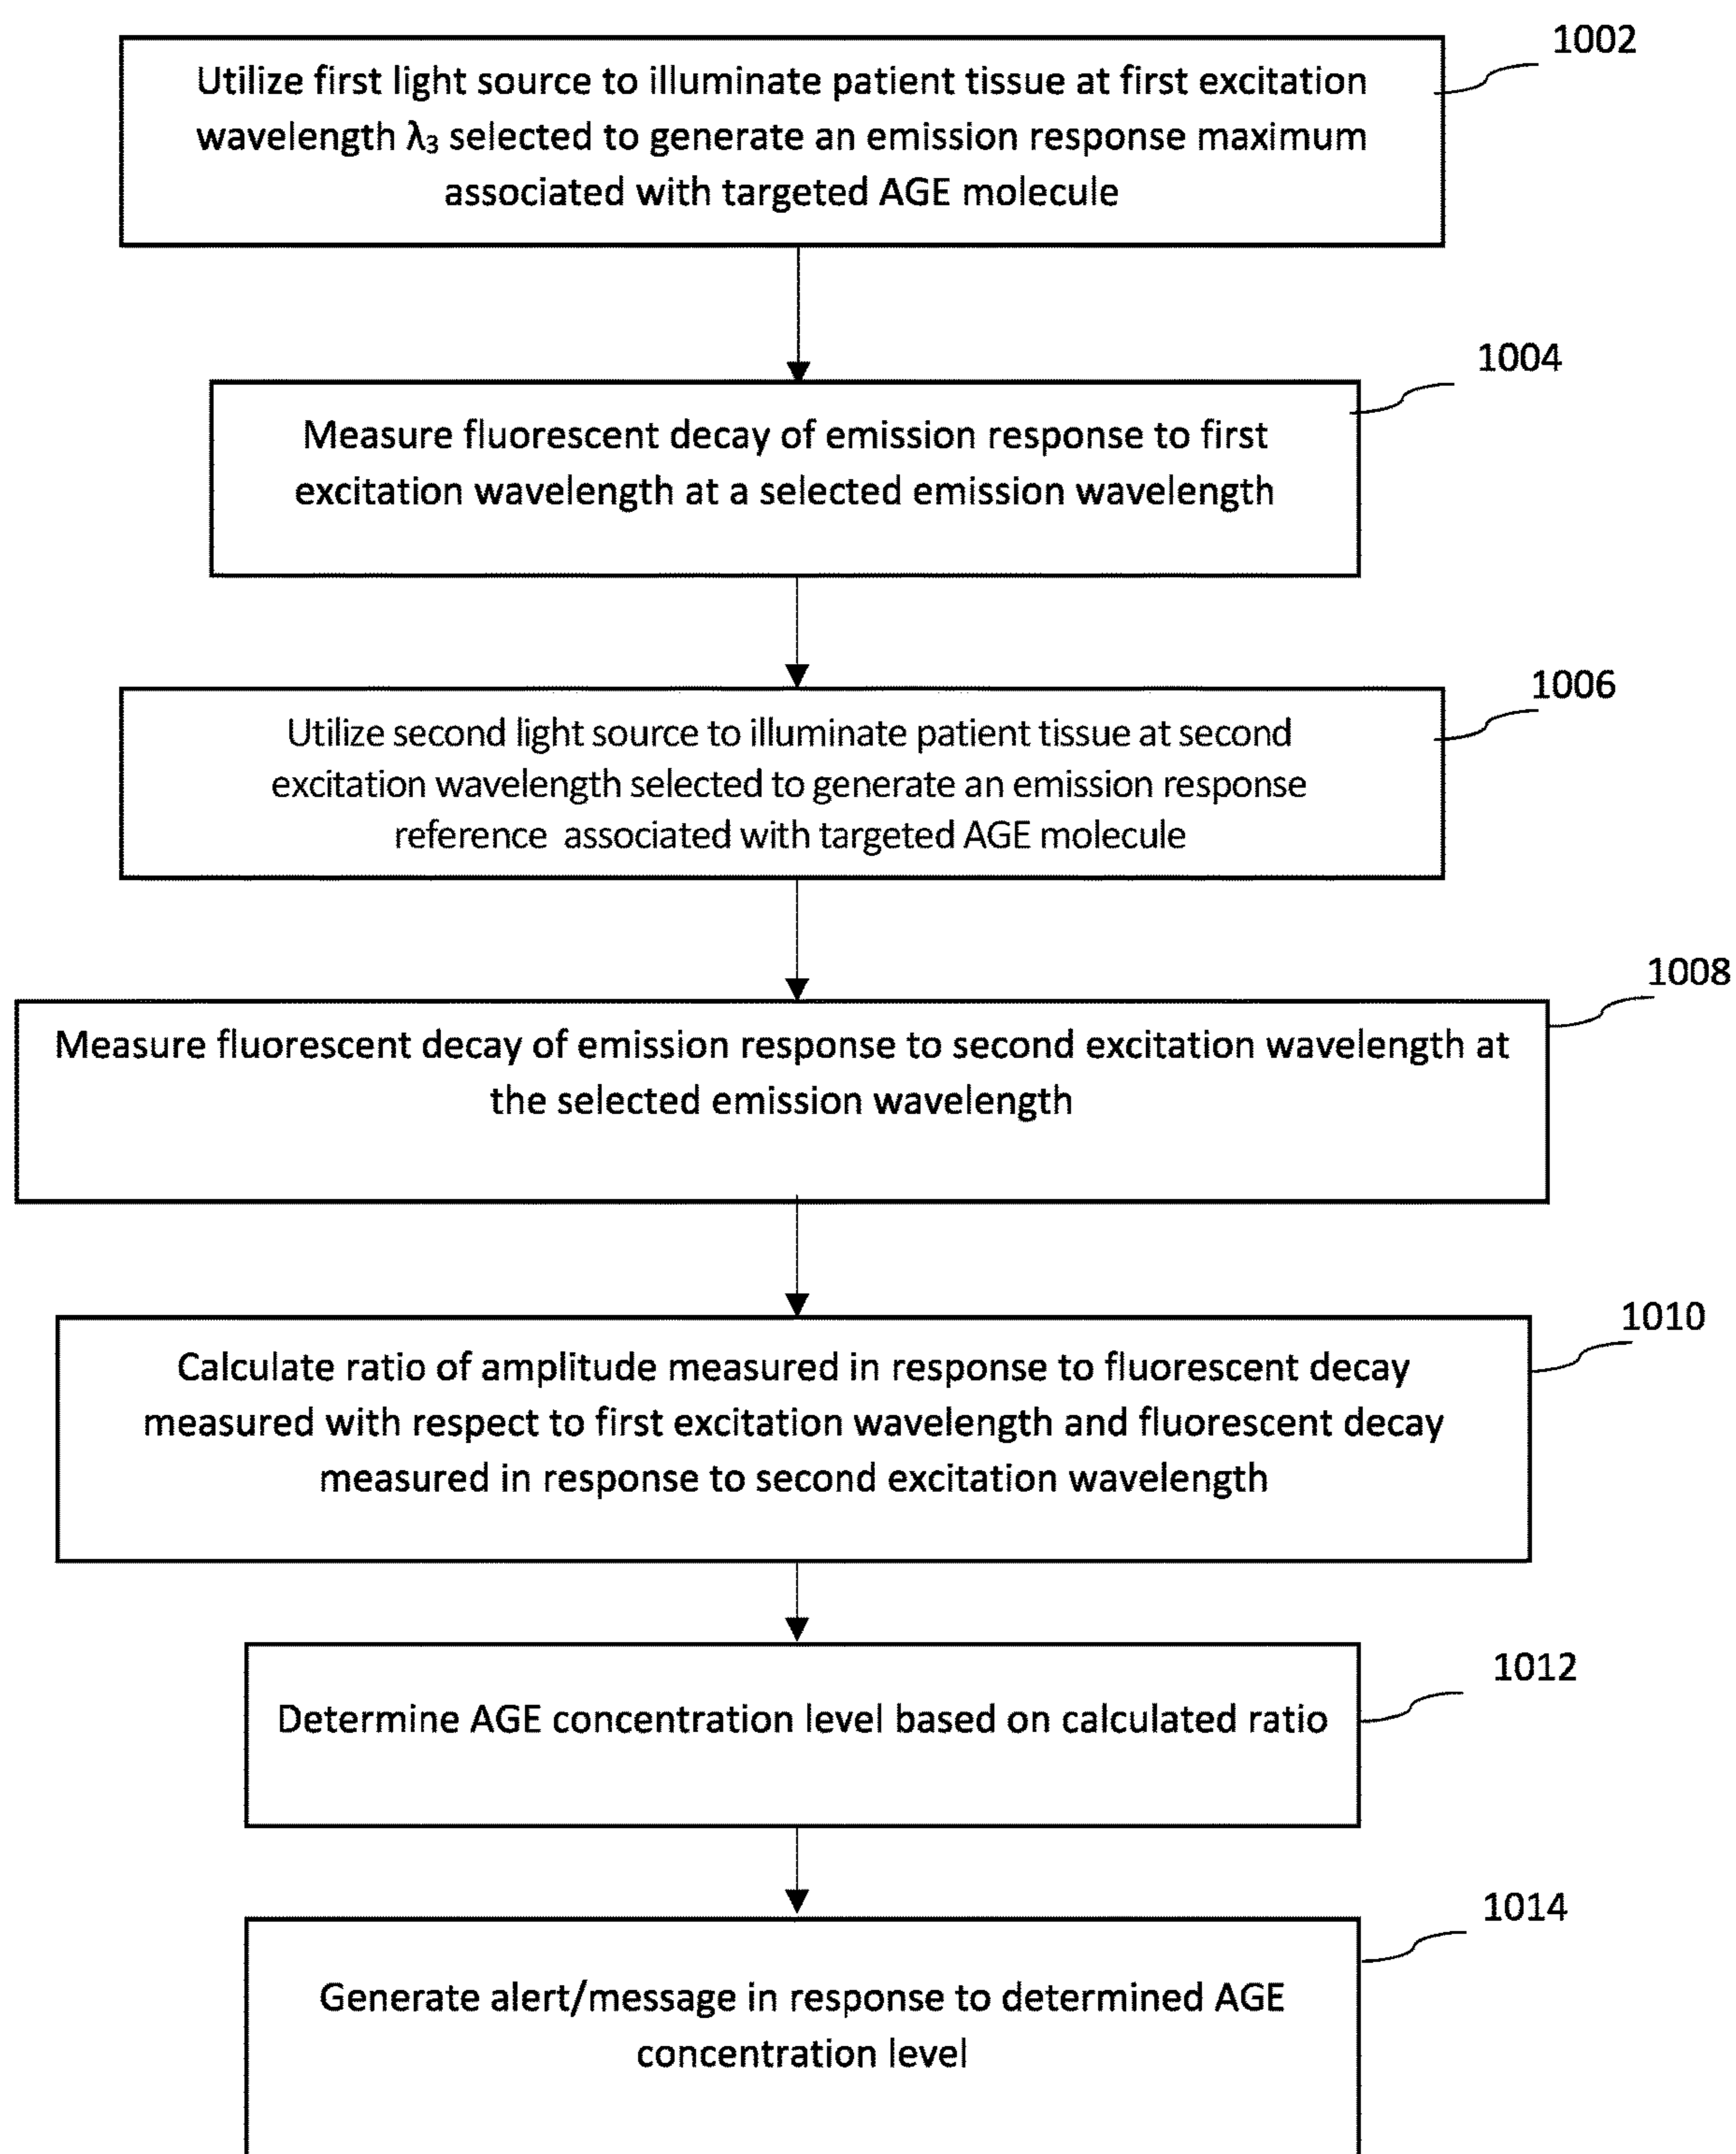 1002
Utilize first light source to illuminate patient tissue at first excitation
wavelength λ₃ selected to generate an emission response maximum
associated with targeted AGE molecule
1004
Measure fluorescent decay of emission response to first
excitation wavelength at a selected emission wavelength
1006
Utilize second light source to illuminate patient tissue at second
excitation wavelength selected to generate an emission response
reference associated with targeted AGE molecule
1008
Measure fluorescent decay of emission response to second excitation wavelength at
the selected emission wavelength
1010
Calculate ratio of amplitude measured in response to fluorescent decay
measured with respect to first excitation wavelength and fluorescent decay
measured in response to second excitation wavelength
1012
Determine AGE concentration level based on calculated ratio
1014
Generate alert/message in response to determined AGE
concentration level